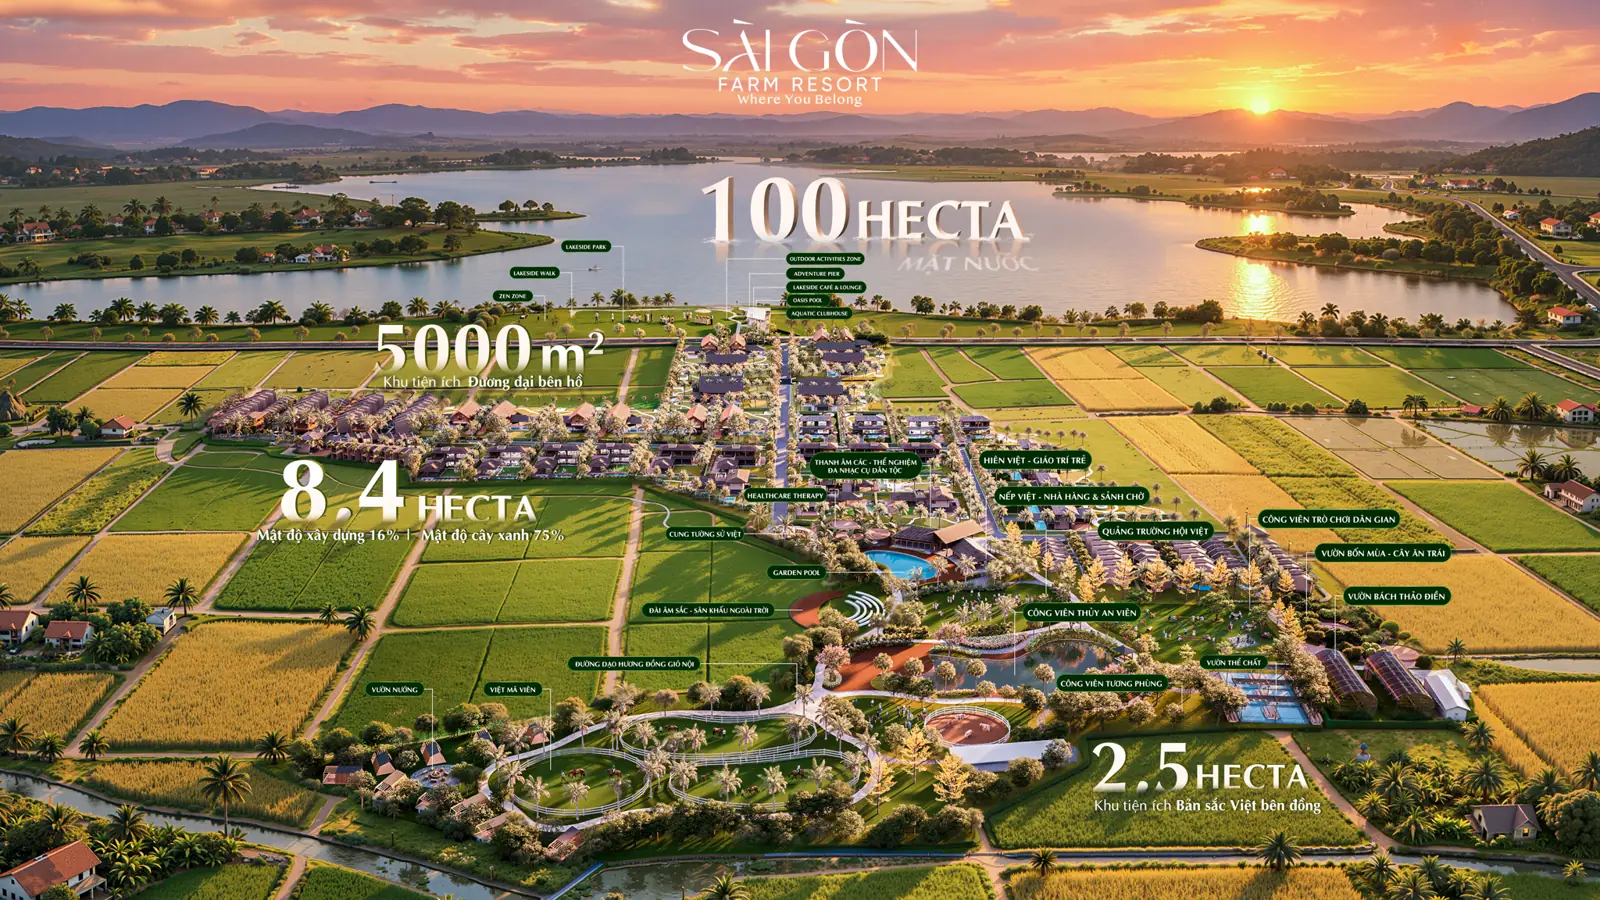 SÀI GÒN
FARM RESORT
Where You Belong
100 HECTA
MẶT NƯỚC
LAKESIDE PARK
LAKESIDE WALK
ZEN ZONE
OUTDOOR ACTIVITIES ZONE
ADVENTURE PIER
LAKESIDE CAFÉ & LOUNGE
OASIS POOL
AQUATIC CLUBHOUSE
5000 m²
Khu tiện ích Đương đại bên hồ
8.4 HECTA
Mật độ xây dựng 16% | Mật độ cây xanh 75%
THANH ÂM CÁC - THỂ NGHIỆM
ĐA NHẠC CỤ DÂN TỘC
HIÊN VIỆT - GIÁO TRÍ TRẺ
HEALTHCARE THERAPY
NẾP VIỆT - NHÀ HÀNG & SẢNH CHỜ
CUNG TƯỜNG SỬ VIỆT
QUẢNG TRƯỜNG HỘI VIỆT
CÔNG VIÊN TRÒ CHƠI DÂN GIAN
VƯỜN BỐN MÙA - CÂY ĂN TRÁI
GARDEN POOL
VƯỜN BÁCH THẢO ĐIỀN
ĐÀI ÂM SẮC - SÂN KHẤU NGOÀI TRỜI
CÔNG VIÊN THỦY AN VIÊN
ĐƯỜNG DẠO HƯƠNG ĐỒNG GIÓ NỘI
VƯỜN THỂ CHẤT
VƯỜN NƯỚNG
VIỆT MÃ VIÊN
CÔNG VIÊN TƯƠNG PHÙNG
2.5 HECTA
Khu tiện ích Bản sắc Việt bên đồng